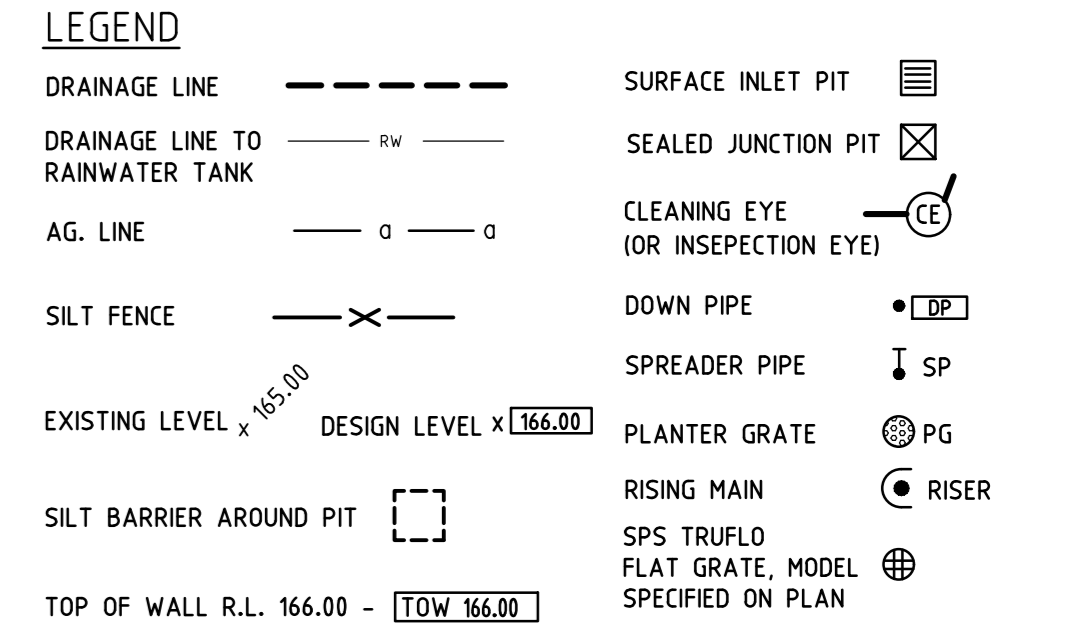 LEGEND
DRAINAGE LINE
DRAINAGE LINE TO RW
RAINWATER TANK
AG. LINE a a
SILT FENCE
EXISTING LEVEL x 165.00 DESIGN LEVEL x 166.00
SILT BARRIER AROUND PIT
TOP OF WALL R.L. 166.00 - TOW 166.00
SURFACE INLET PIT
SEALED JUNCTION PIT
CLEANING EYE CE
(OR INSEPECTION EYE)
DOWN PIPE DP
SPREADER PIPE SP
PLANTER GRATE PG
RISING MAIN RISER
SPS TRUFLO
FLAT GRATE, MODEL
SPECIFIED ON PLAN